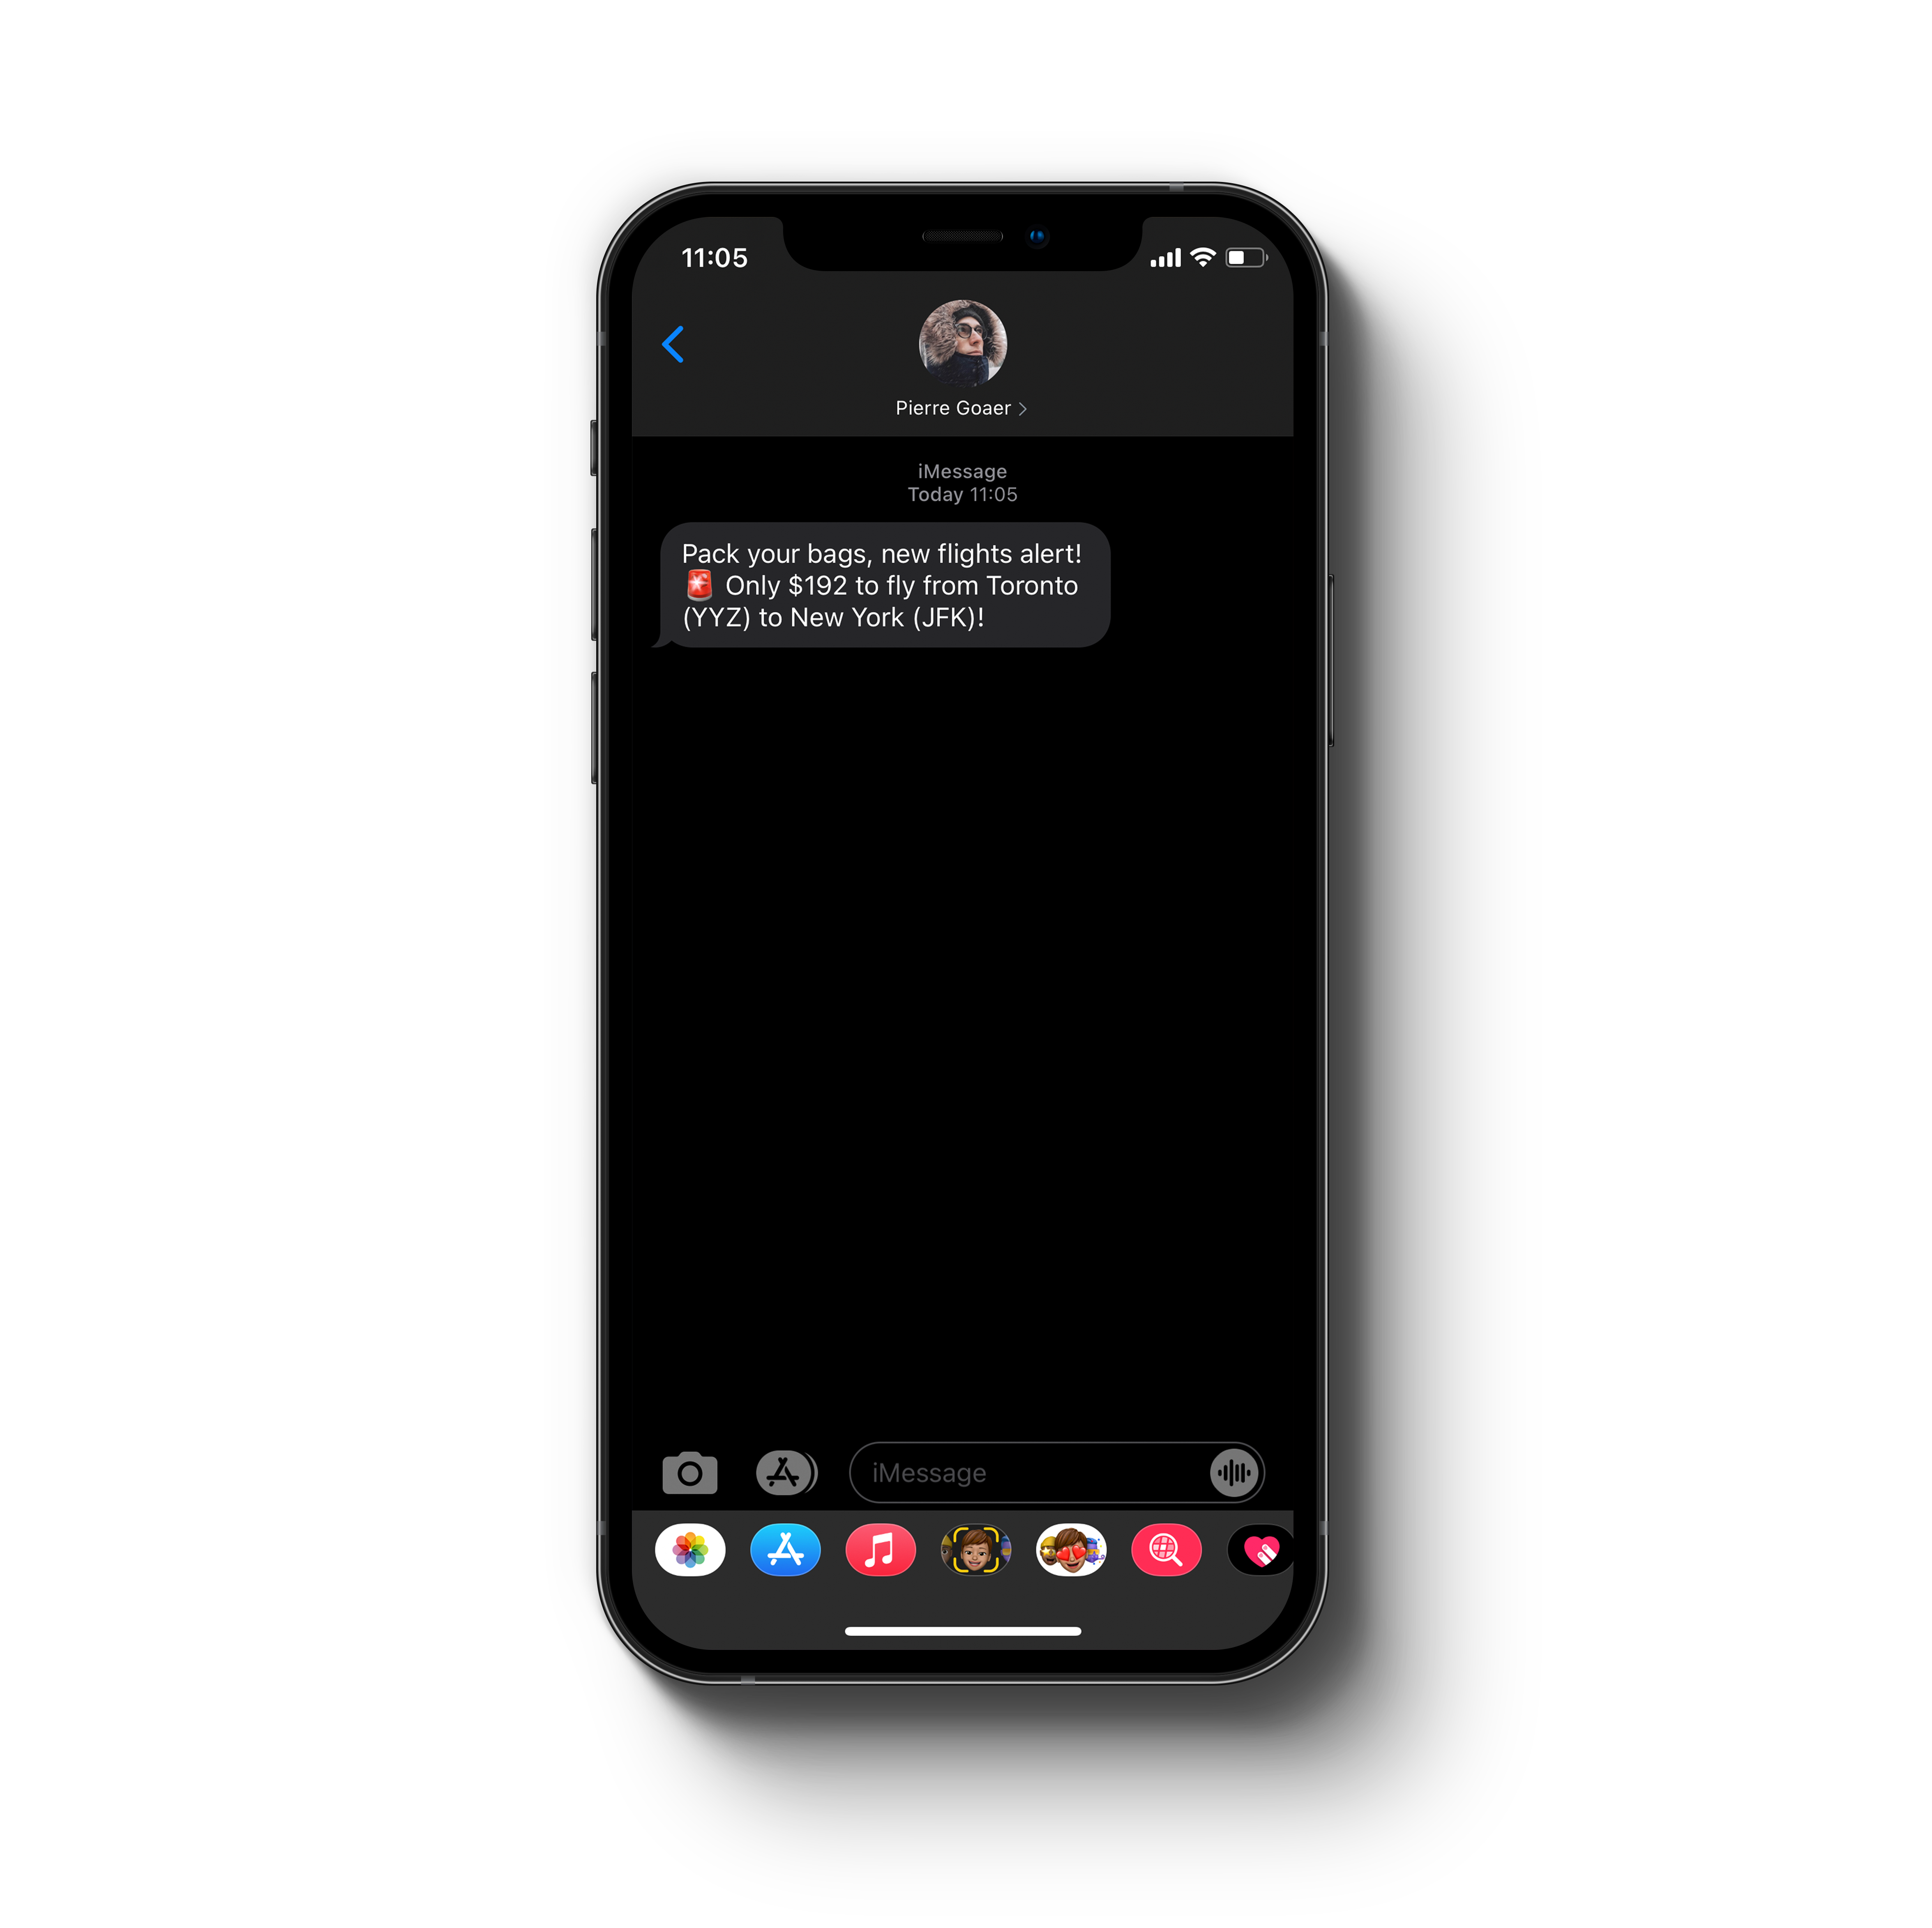 11:05
Pierre Goaer
iMessage
Today 11:05
Pack your bags, new flights alert!
🚨 Only $192 to fly from Toronto
(YYZ) to New York (JFK)!
iMessage